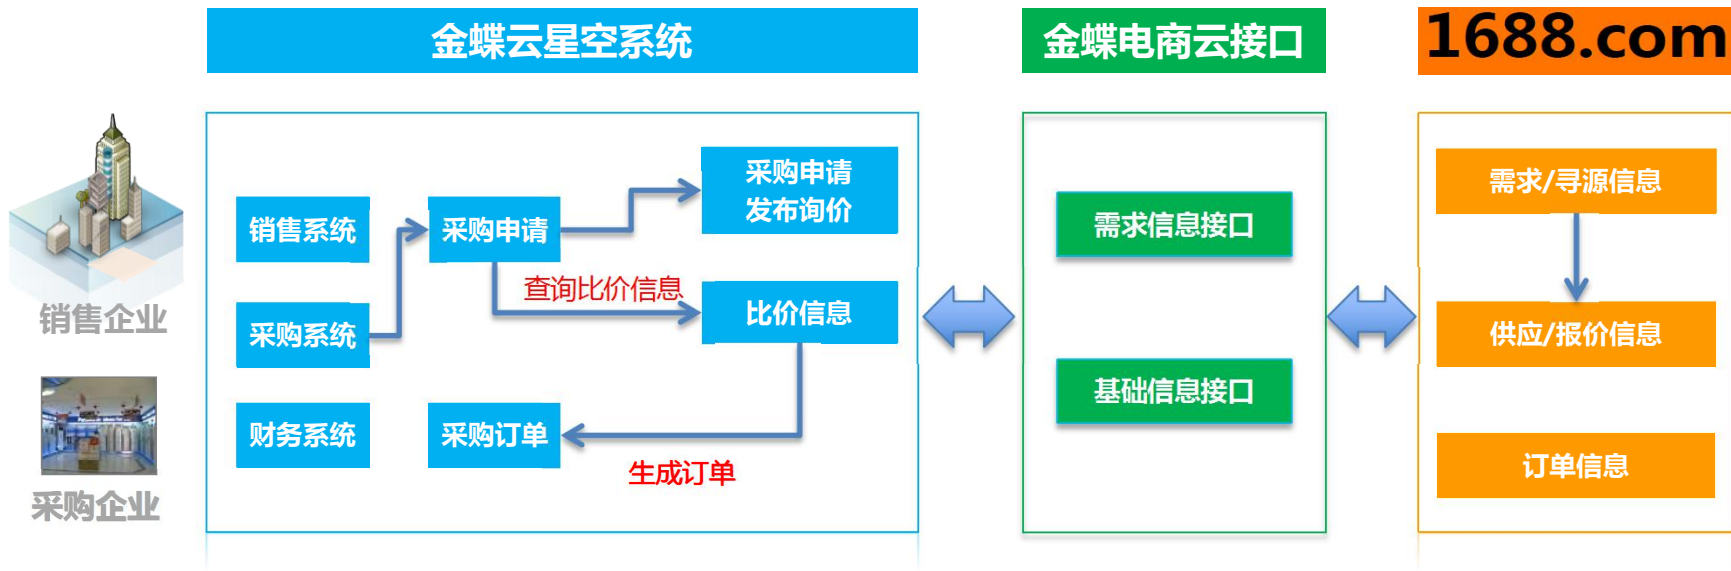 金蝶云星空系统
金蝶电商云接口
1688.com
销售企业
采购企业
销售系统
采购系统
财务系统
采购申请
采购申请
发布询价
查询比价信息
比价信息
采购订单
生成订单
需求信息接口
基础信息接口
需求/寻源信息
供应/报价信息
订单信息